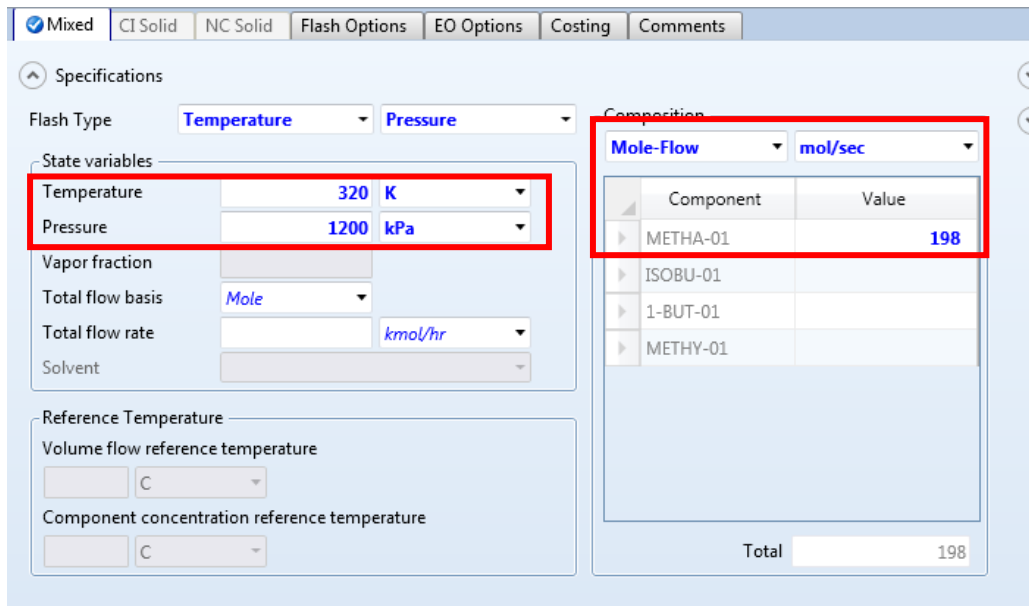 Mixed CI Solid NC Solid Flash Options EO Options Costing Comments
Specifications
Flash Type Temperature Pressure
State variables
Temperature 320 K
Pressure 1200 kPa
Vapor fraction
Total flow basis Mole
Total flow rate kmol/hr
Solvent
Reference Temperature
Volume flow reference temperature
C
Component concentration reference temperature
C
Composition
Mole-Flow mol/sec
Component Value
METHA-01 198
ISOBU-01
1-BUT-01
METHY-01
Total 198